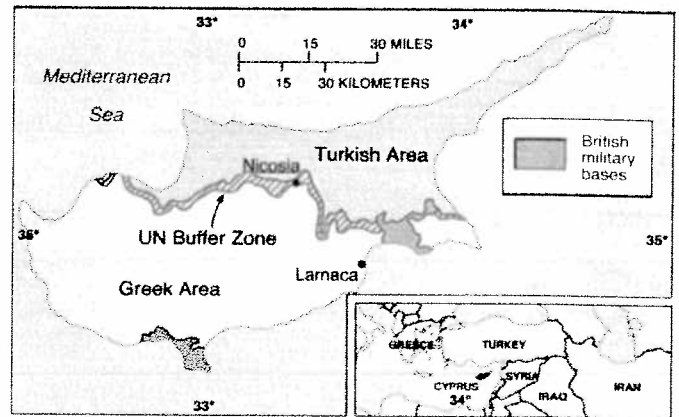 33°
34°
0 15 30 MILES
0 15 30 KILOMETERS
Mediterranean
Sea
British
military
bases
Nicosia
Turkish Area
35°
35°
UN Buffer Zone
Larnaca
Greek Area
33°
GREECE
TURKEY
CYPRUS
34°
SYRIA
IRAQ
IRAN